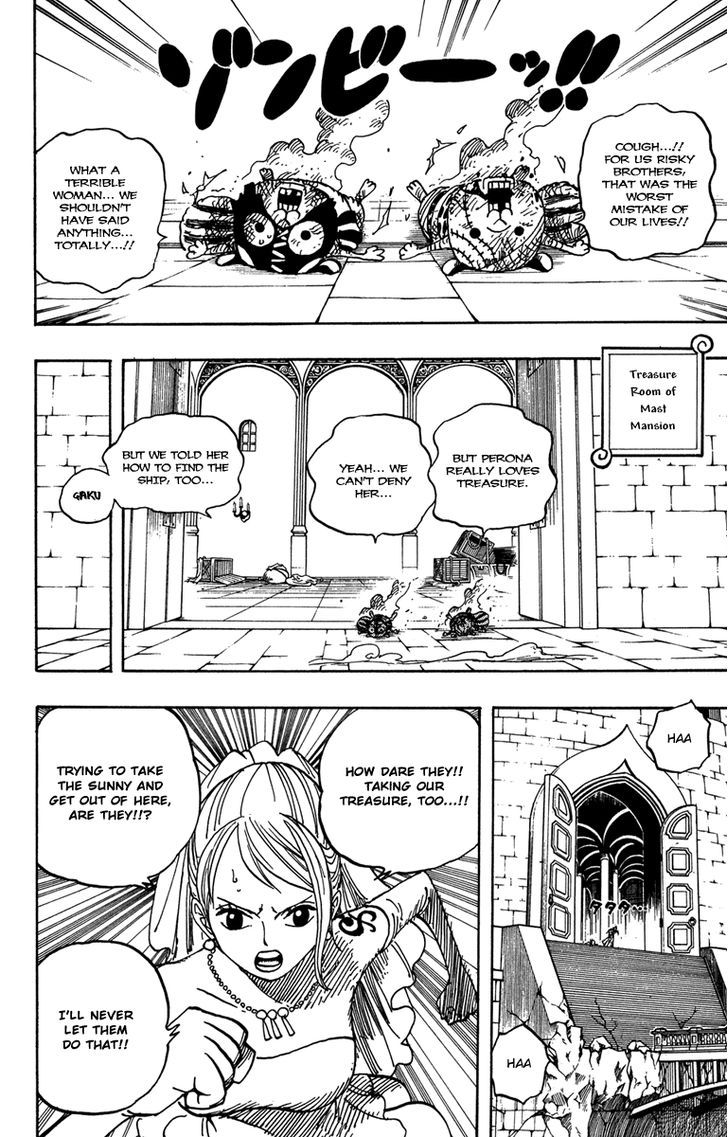 ゾンビーッ!!
COUGH...!!
FOR US RISKY
BROTHERS,
THAT WAS THE
WORST
MISTAKE OF
OUR LIVES!!
WHAT A
TERRIBLE
WOMAN... WE
SHOULDN'T
HAVE SAID
ANYTHING...
TOTALLY...!!
Treasure
Room of
Mast
Mansion
BUT PERONA
REALLY LOVES
TREASURE.
YEAH... WE
CAN'T DENY
HER...
BUT WE TOLD HER
HOW TO FIND THE
SHIP, TOO...
GAKU
HAA
タタタッ
HAA
HOW DARE THEY!!
TAKING OUR
TREASURE, TOO...!!
TRYING TO TAKE
THE SUNNY AND
GET OUT OF HERE,
ARE THEY!!?
I'LL NEVER
LET THEM
DO THAT!!